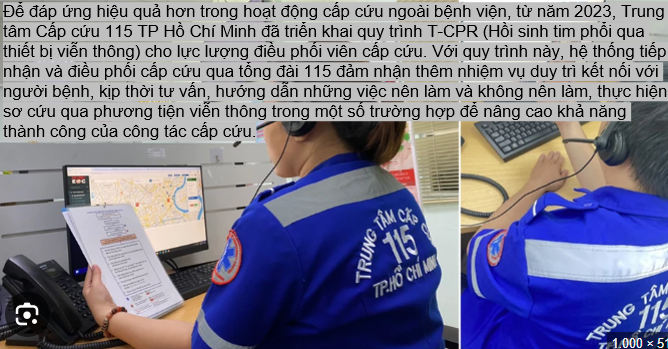 Để đáp ứng hiệu quả hơn trong hoạt động cấp cứu ngoài bệnh viện, từ năm 2023, Trung
tâm Cấp cứu 115 TP Hồ Chí Minh đã triển khai quy trình T-CPR (Hồi sinh tim phổi qua
thiết bị viễn thông) cho lực lượng điều phối viên cấp cứu. Với quy trình này, hệ thống tiếp
nhận và điều phối cấp cứu qua tổng đài 115 đảm nhận thêm nhiệm vụ duy trì kết nối với
người bệnh, kịp thời tư vấn, hướng dẫn những việc nên làm và không nên làm, thực hiện
sơ cứu qua phương tiện viễn thông trong một số trường hợp để nâng cao khả năng
thành công của công tác cấp cứu.
TRUNG TÂM CẤP
115
TP.HỒ CHÍ MINH
TRUNG TÂM
115
TP.HỒ
1.000 × 5